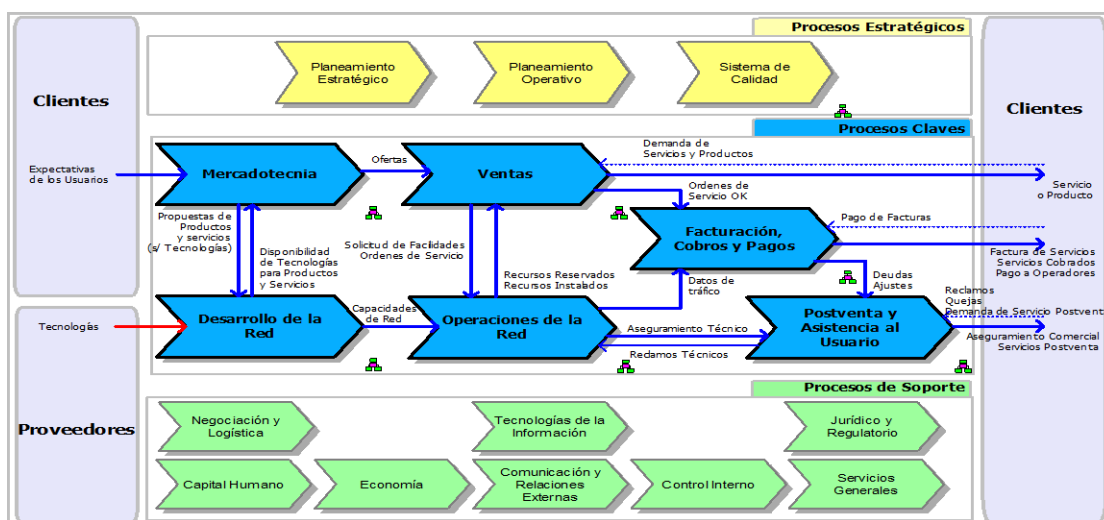 Procesos Estratégicos
Planeamiento
Estratégico
Planeamiento
Operativo
Sistema de
Calidad
Clientes
Clientes
Procesos Claves
Expectativas
de los Usuarios
Mercadotecnia
Ofertas
Ventas
Demanda de
Servicios y Productos
Servicio
o Producto
Ordenes de
Servicio OK
Propuestas de
Productos
y servicios
(s/ Tecnologías)
Disponibilidad
de Tecnologías
para Productos
y Servicios
Solicitud de Facilidades
Ordenes de Servicio
Recursos Reservados
Recursos Instalados
Facturación,
Cobros y Pagos
Pago de Facturas
Factura de Servicios
Servicios Cobrados
Pago a Operadores
Datos de
tráfico
Deudas
Ajustes
Tecnologías
Desarrollo de la
Red
Capacidades
de Red
Operaciones de la
Red
Aseguramiento Técnico
Reclamos Técnicos
Postventa y
Asistencia al
Usuario
Reclamos
Quejas
Demanda de Servicio Postvent
Aseguramiento Comercial
Servicios Postventa
Proveedores
Procesos de Soporte
Negociación y
Logística
Tecnologías de la
Información
Jurídico y
Regulatorio
Capital Humano
Economía
Comunicación y
Relaciones
Externas
Control Interno
Servicios
Generales